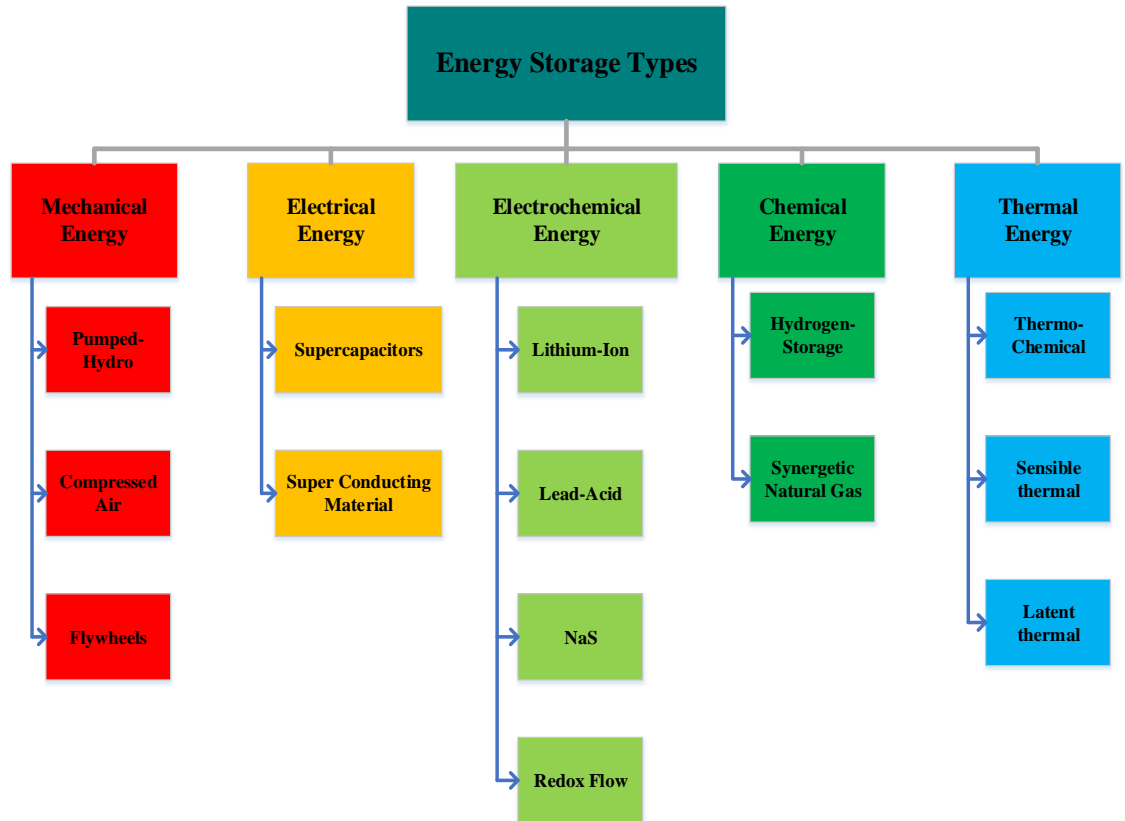 Energy Storage Types
Mechanical
Energy
Electrical
Energy
Electrochemical
Energy
Chemical
Energy
Thermal
Energy
Pumped-
Hydro
Compressed
Air
Flywheels
Supercapacitors
Super Conducting
Material
Lithium-Ion
Lead-Acid
NaS
Redox Flow
Hydrogen-
Storage
Synergetic
Natural Gas
Thermo-
Chemical
Sensible
thermal
Latent
thermal